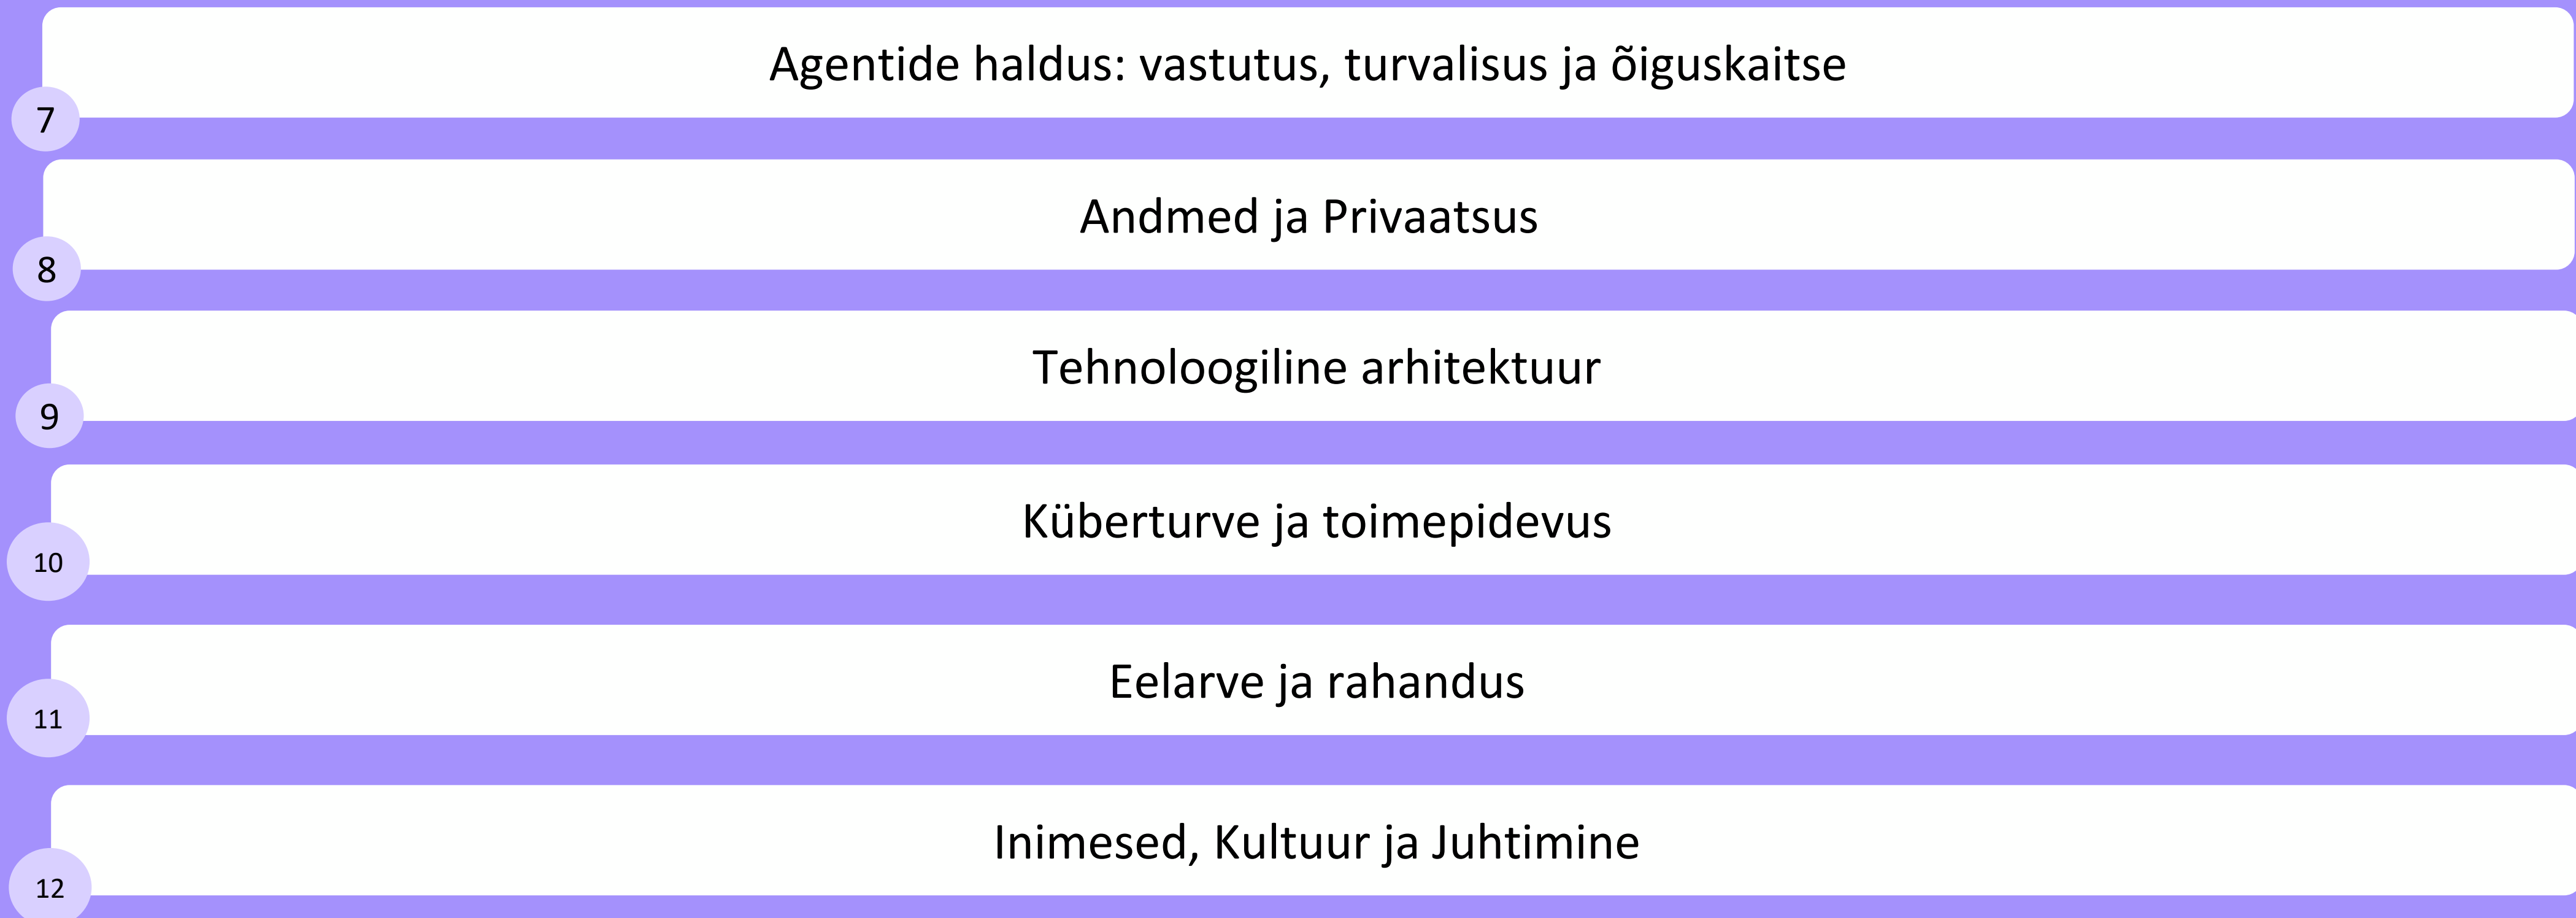 Agentide haldus: vastutus, turvalisus ja õiguskaitse
7
Andmed ja Privaatsus
8
Tehnoloogiline arhitektuur
9
Küberturve ja toimepidevus
10
Eelarve ja rahandus
11
Inimesed, Kultuur ja Juhtimine
12